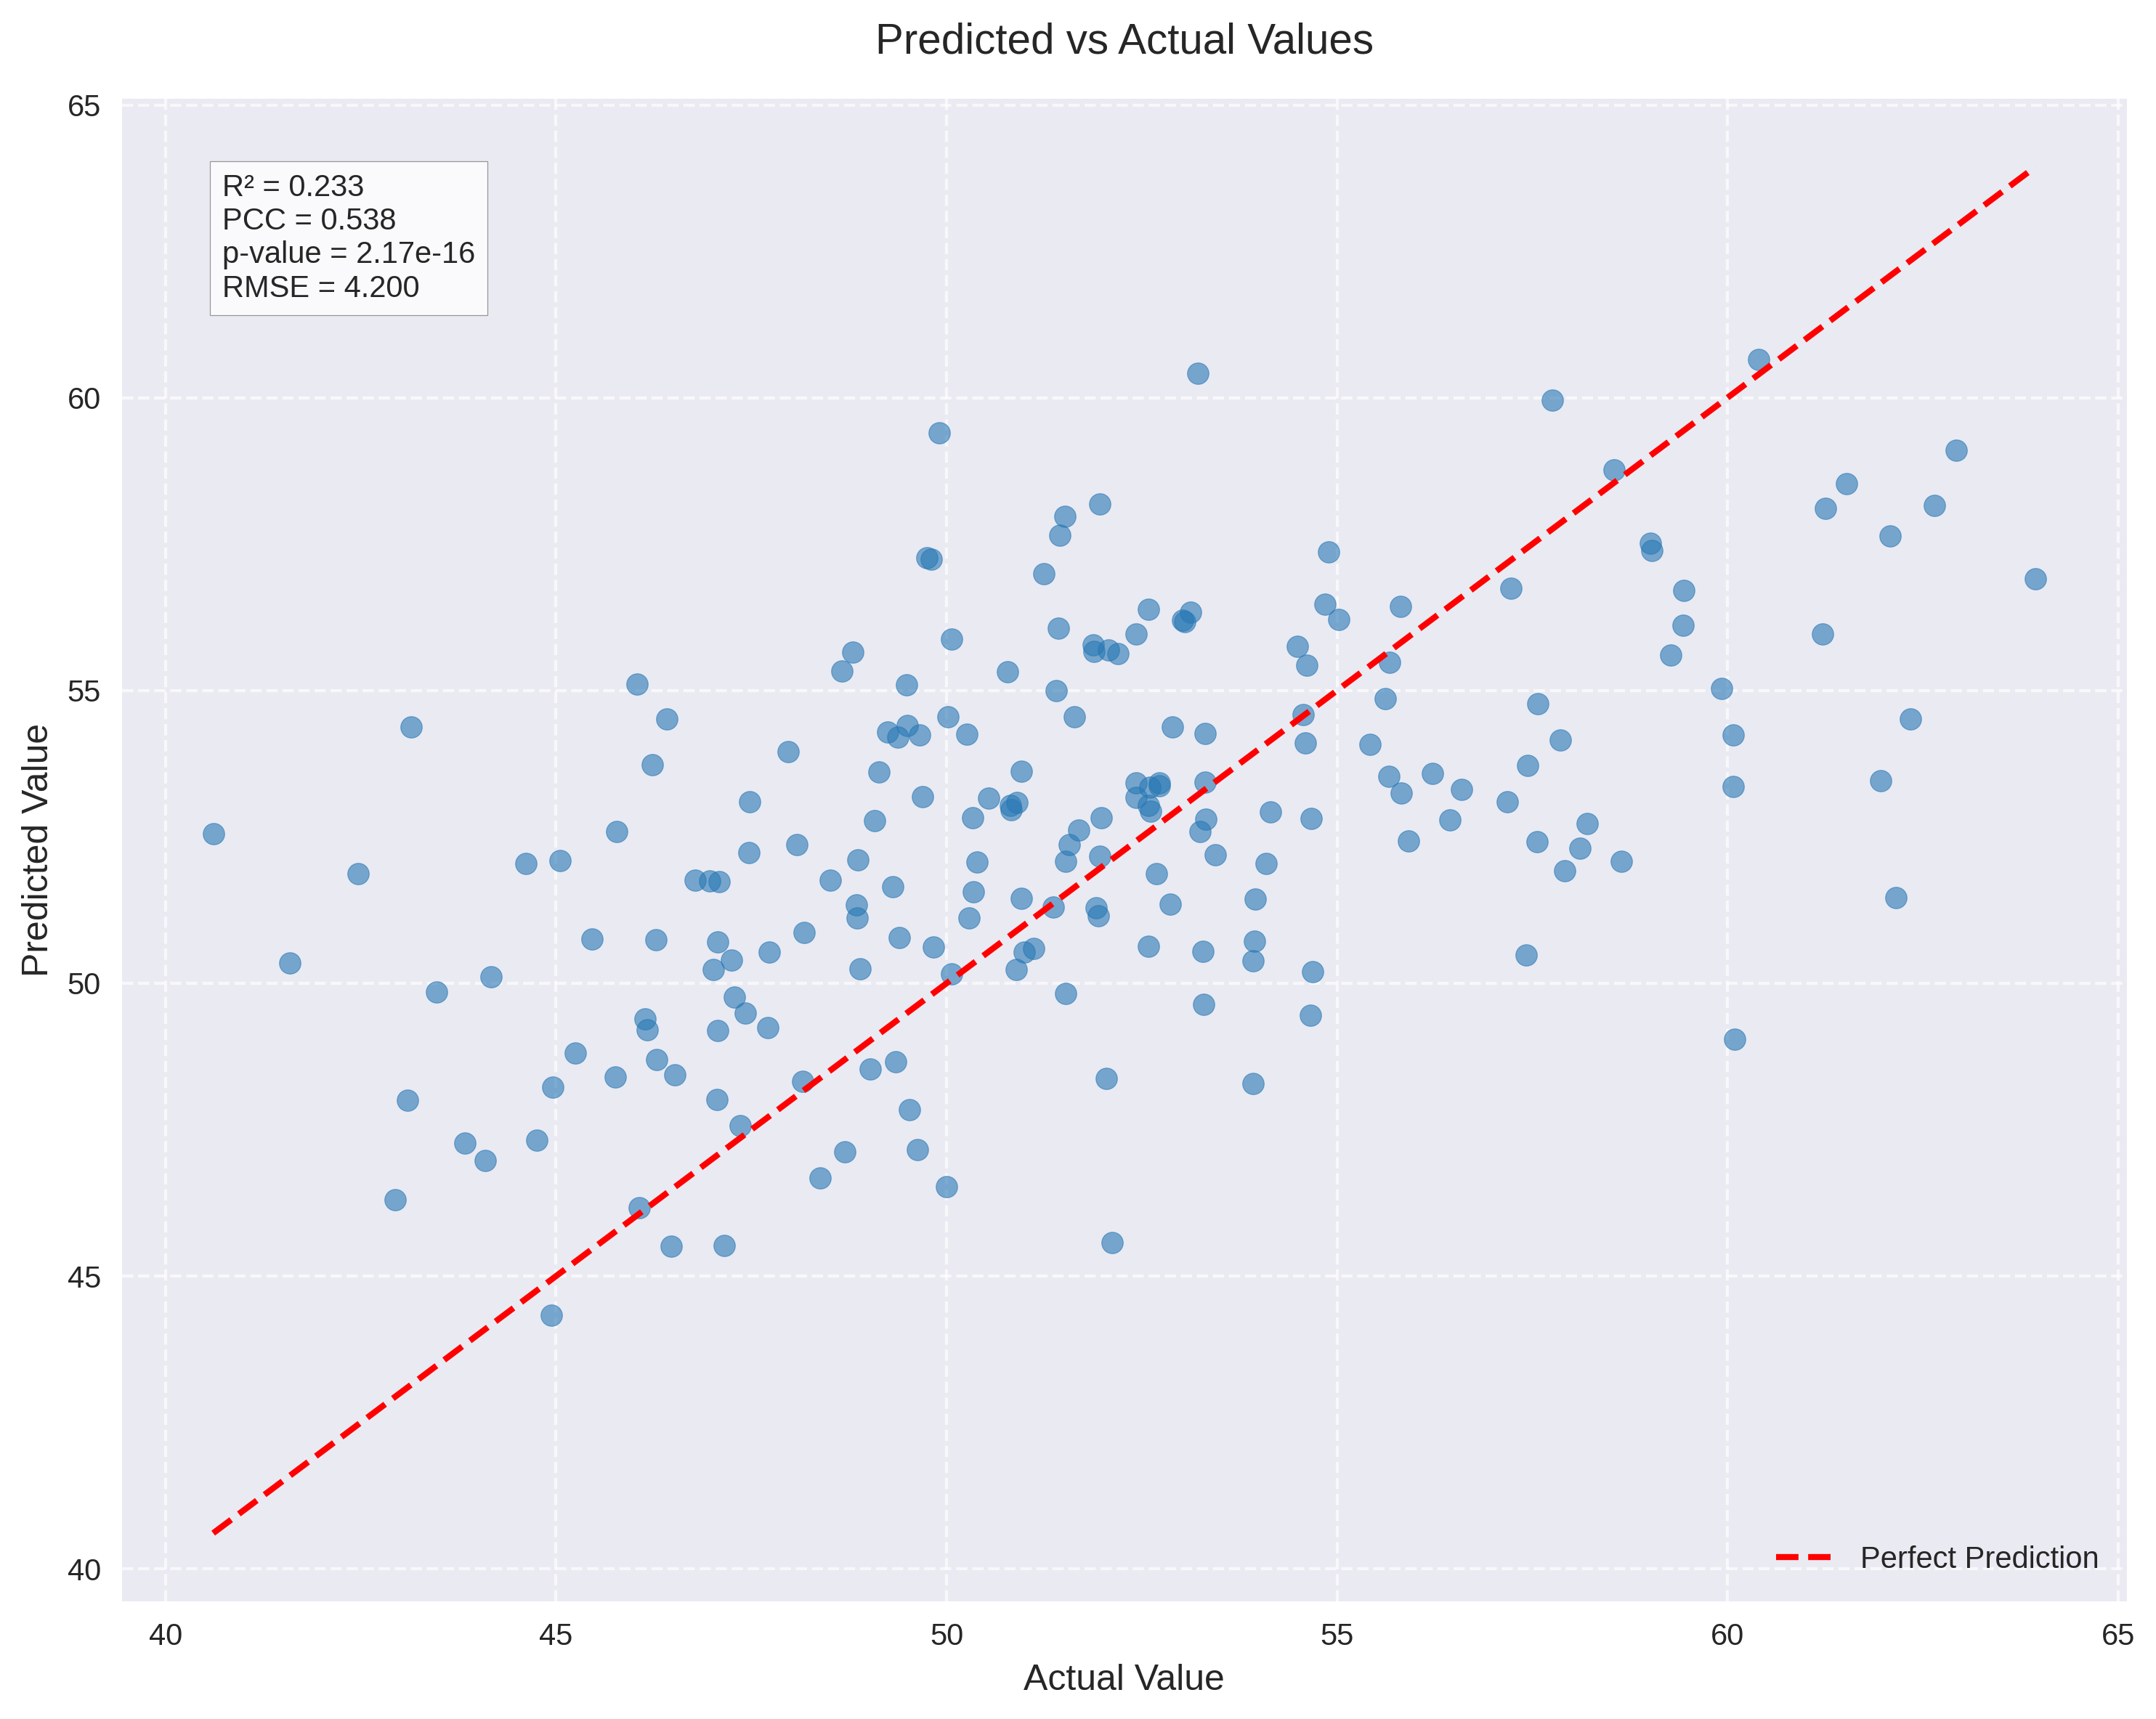 Predicted vs Actual Values
65
60
55
50
45
40
R² = 0.233
PCC = 0.538
p-value = 2.17e-16
RMSE = 4.200
Predicted Value
Perfect Prediction
40 45 50 55 60 65
Actual Value